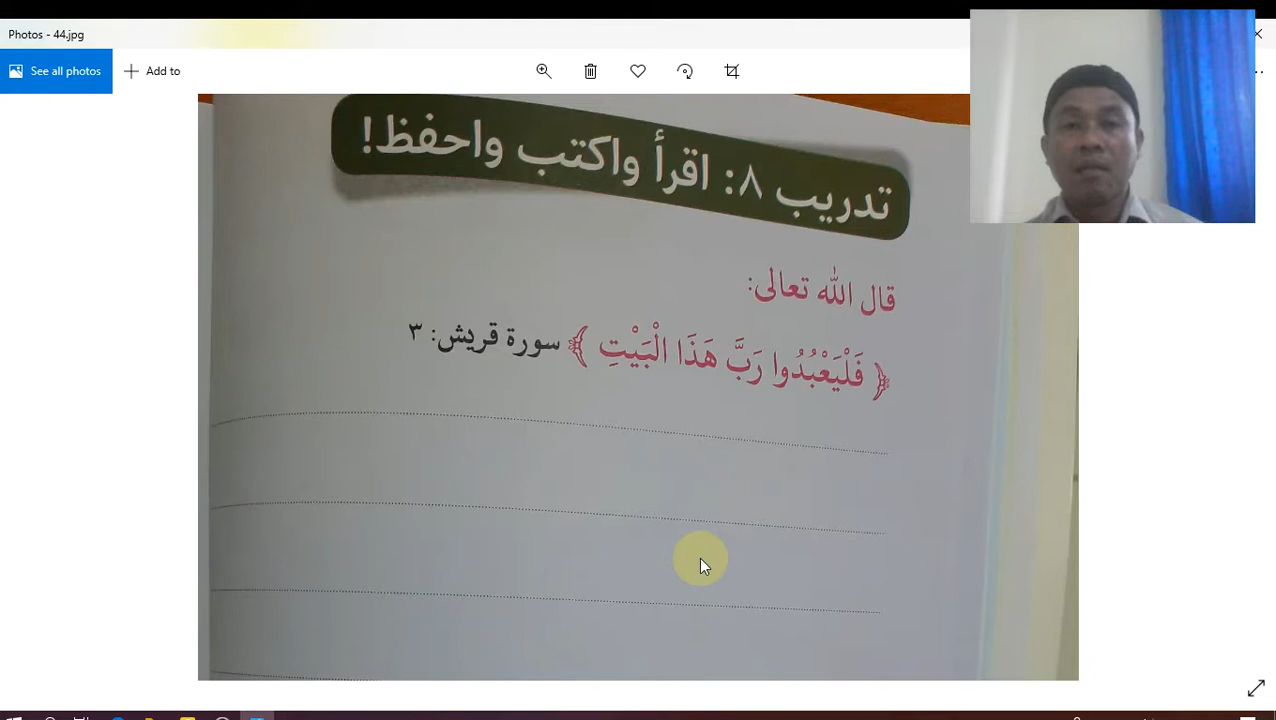 Photos - 44.jpg
See all photos
Add to
تدريب ٨: اقرأ واكتب واحفظ!
قال الله تعالى:
﴿ فَلْيَعْبُدُوا رَبَّ هَذَا الْبَيْتِ ﴾ سورة قريش: ٣